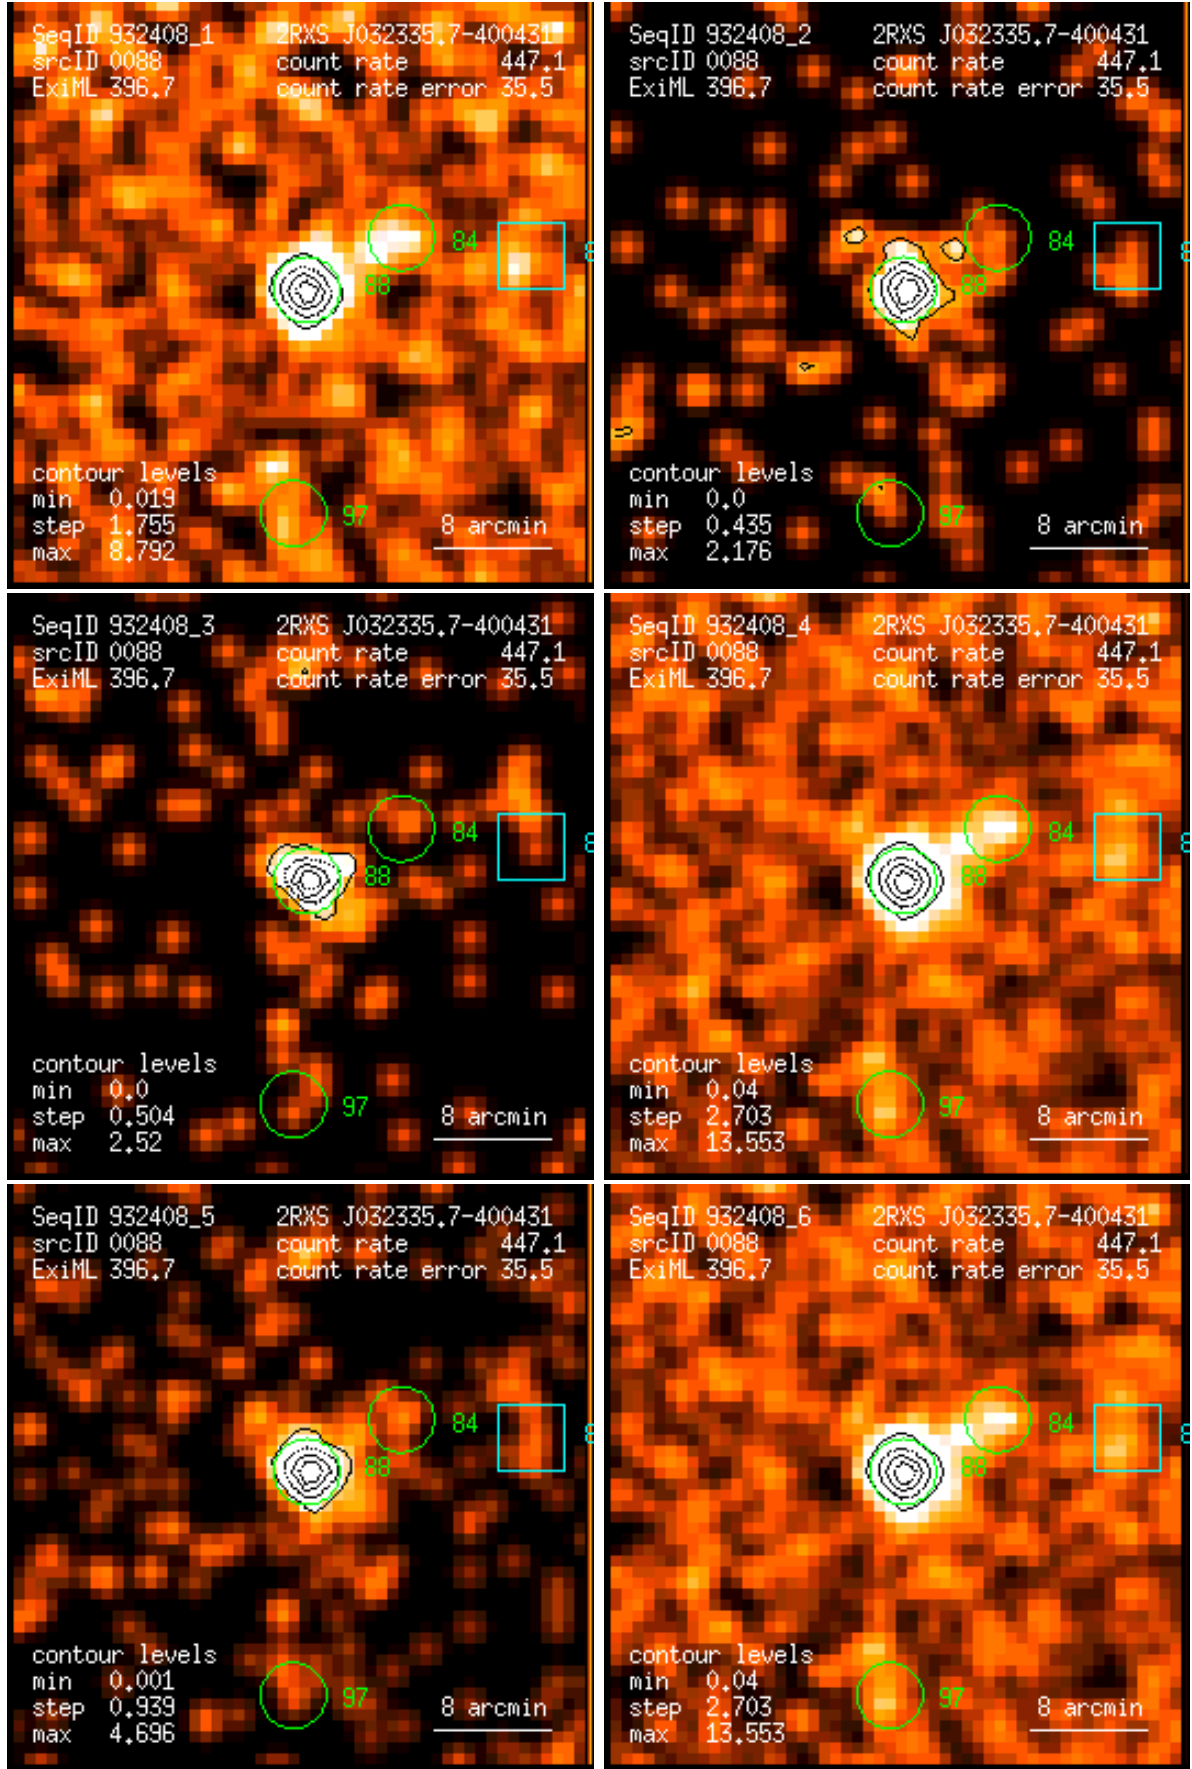 SeqID 932408_1 2RXS J032335.7-400431
srcID 0088 count rate 447.1
ExiML 396.7 count rate error 35.5
84
8
88
contour levels
min 0.019
97
step 1.755 8 arcmin
max 8.792
SeqID 932408_2 2RXS J032335.7-400431
srcID 0088 count rate 447.1
ExiML 396.7 count rate error 35.5
84
8
88
contour levels
min 0.0
97
step 0.435 8 arcmin
max 2.176
SeqID 932408_3 2RXS J032335.7-400431
srcID 0088 count rate 447.1
ExiML 396.7 count rate error 35.5
84
8
88
contour levels
min 0.0
97
step 0.504 8 arcmin
max 2.52
SeqID 932408_4 2RXS J032335.7-400431
srcID 0088 count rate 447.1
ExiML 396.7 count rate error 35.5
84
8
88
contour levels
min 0.04
97
step 2.703 8 arcmin
max 13.553
SeqID 932408_5 2RXS J032335.7-400431
srcID 0088 count rate 447.1
ExiML 396.7 count rate error 35.5
84
8
88
contour levels
min 0.001
97
step 0.939 8 arcmin
max 4.696
SeqID 932408_6 2RXS J032335.7-400431
srcID 0088 count rate 447.1
ExiML 396.7 count rate error 35.5
84
8
88
contour levels
min 0.04
97
step 2.703 8 arcmin
max 13.553